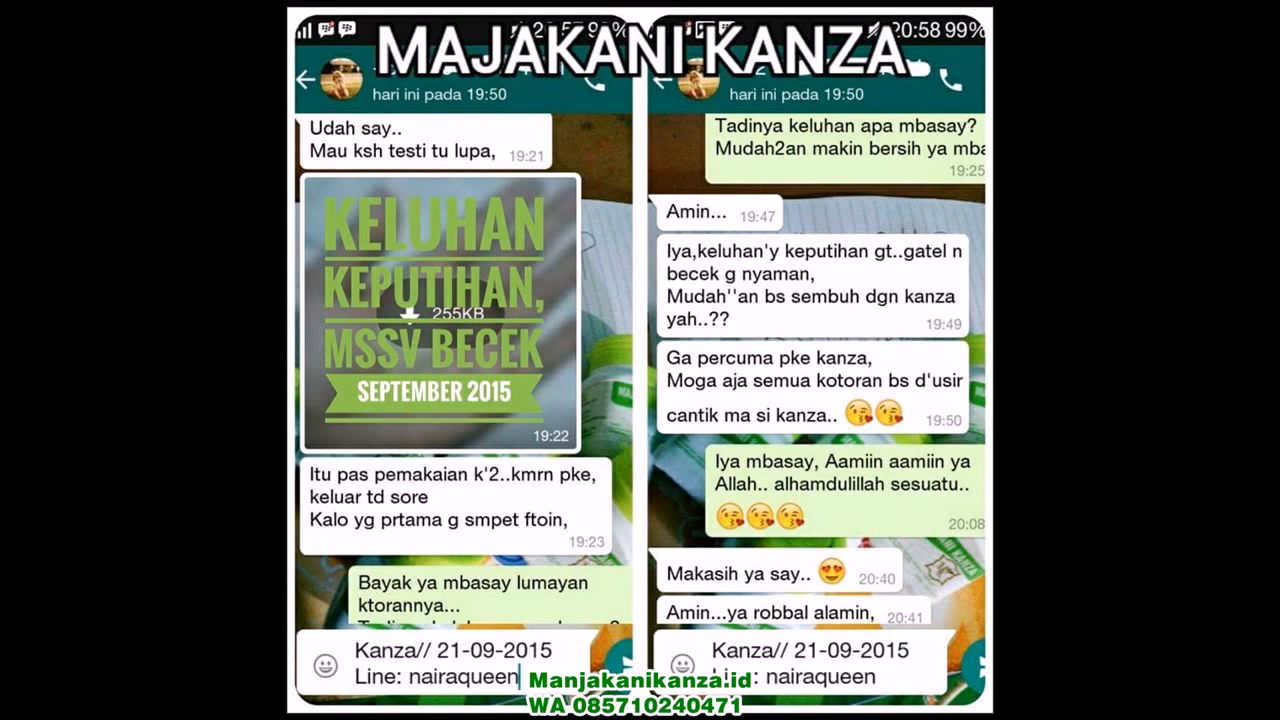 MAJAKANI KANZA
20:58 99%
hari ini pada 19:50
Udah say..
Mau ksh testi tu lupa, 19:21
KELUHAN
KEPUTIHAN,
255KB
MSSV BECEK
SEPTEMBER 2015
19:22
Itu pas pemakaian k'2..kmrn pke,
keluar td sore
Kalo yg prtama g smpet ftoin,
19:23
Bayak ya mbasay lumayan
ktorannya...
Kanza// 21-09-2015
Line: nairaqueen
hari ini pada 19:50
Tadinya keluhan apa mbasay?
Mudah2an makin bersih ya mba
19:25
Amin... 19:47
Iya,keluhan'y keputihan gt..gatel n
becek g nyaman,
Mudah''an bs sembuh dgn kanza
yah..??
19:49
Ga percuma pke kanza,
Moga aja semua kotoran bs d'usir
cantik ma si kanza..
19:50
Iya mbasay, Aamiin aamiin ya
Allah.. alhamdulillah sesuatu..
20:08
Makasih ya say.. 20:40
Amin...ya robbal alamin, 20:41
Kanza// 21-09-2015
Line: nairaqueen
Manjakanikanza.id
WA 085710240471